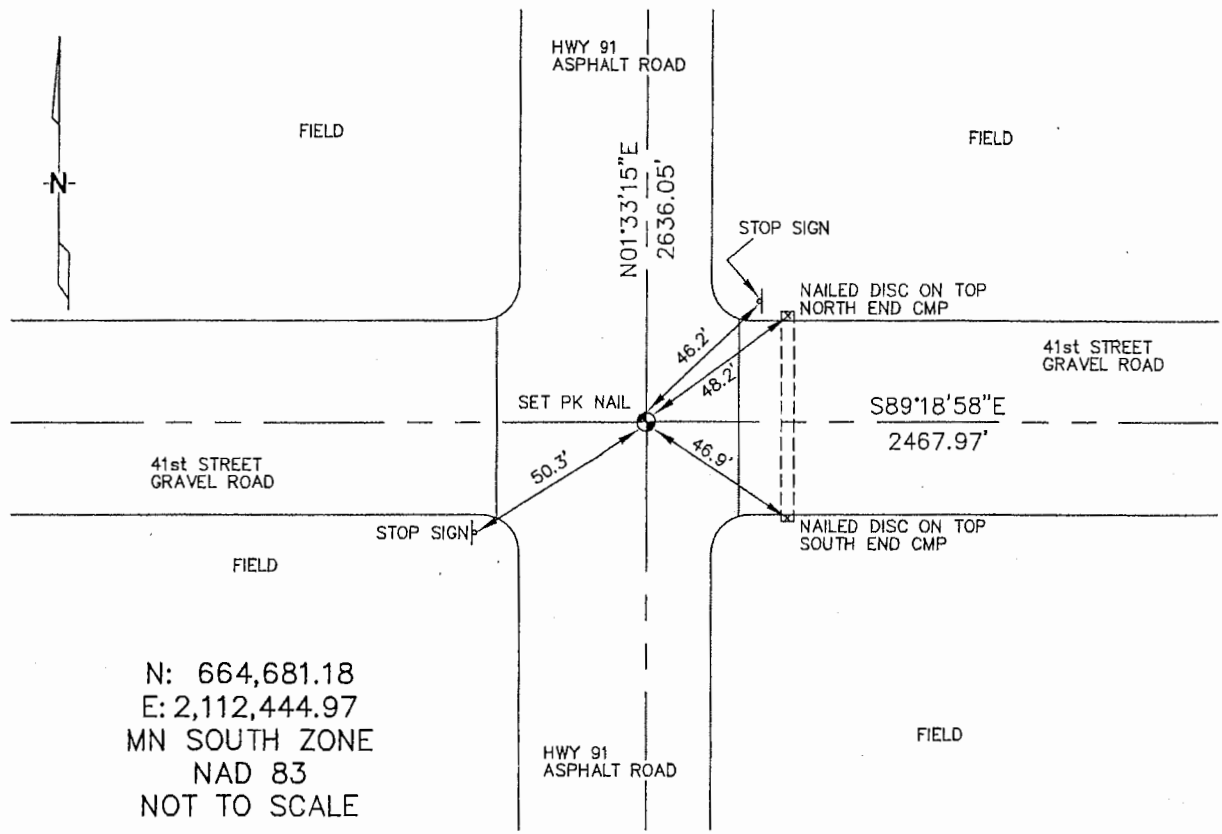 HWY 91
ASPHALT ROAD
FIELD
FIELD
N
N01°33'15"E
2636.05'
STOP SIGN
NAILED DISC ON TOP
NORTH END CMP
46.2'
48.2'
41st STREET
GRAVEL ROAD
SET PK NAIL
S89°18'58"E
2467.97'
46.9'
50.3'
41st STREET
GRAVEL ROAD
STOP SIGN
NAILED DISC ON TOP
SOUTH END CMP
FIELD
N: 664,681.18
E: 2,112,444.97
MN SOUTH ZONE
NAD 83
NOT TO SCALE
HWY 91
ASPHALT ROAD
FIELD